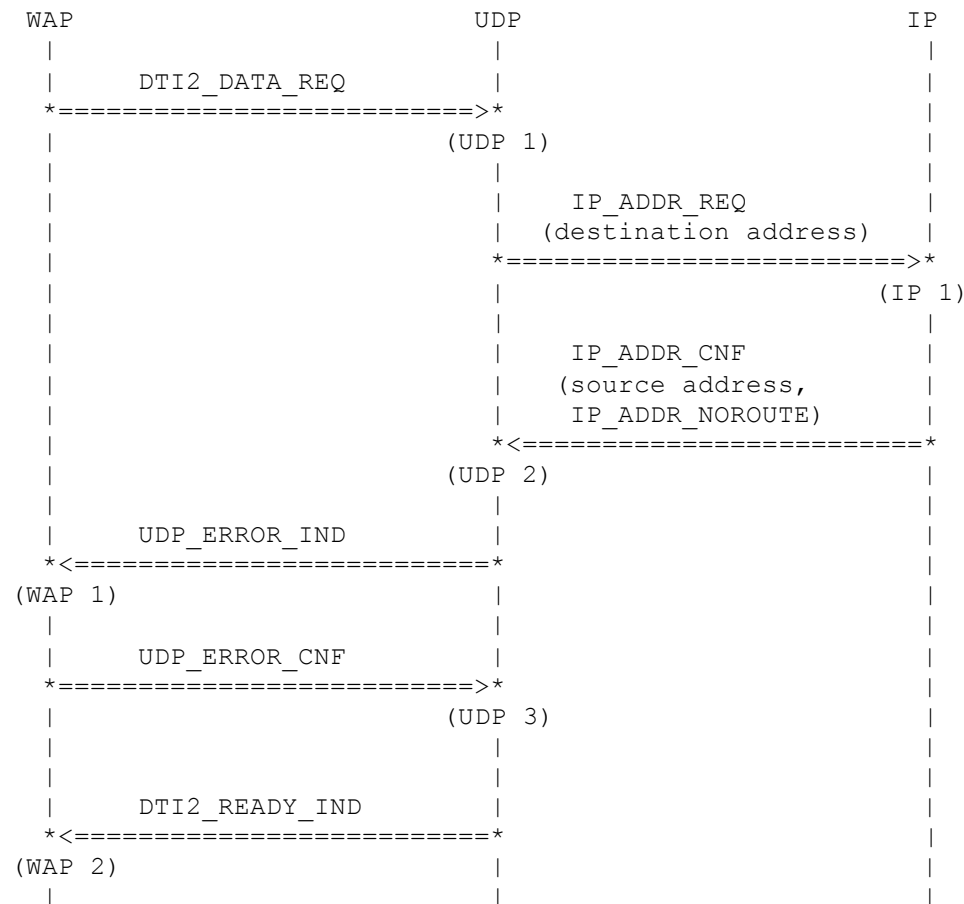 WAP UDP IP
DTI2_DATA_REQ
(UDP 1)
IP_ADDR_REQ
(destination address)
(IP 1)
IP_ADDR_CNF
(source address,
IP_ADDR_NOROUTE)
(UDP 2)
UDP_ERROR_IND
(WAP 1)
UDP_ERROR_CNF
(UDP 3)
DTI2_READY_IND
(WAP 2)